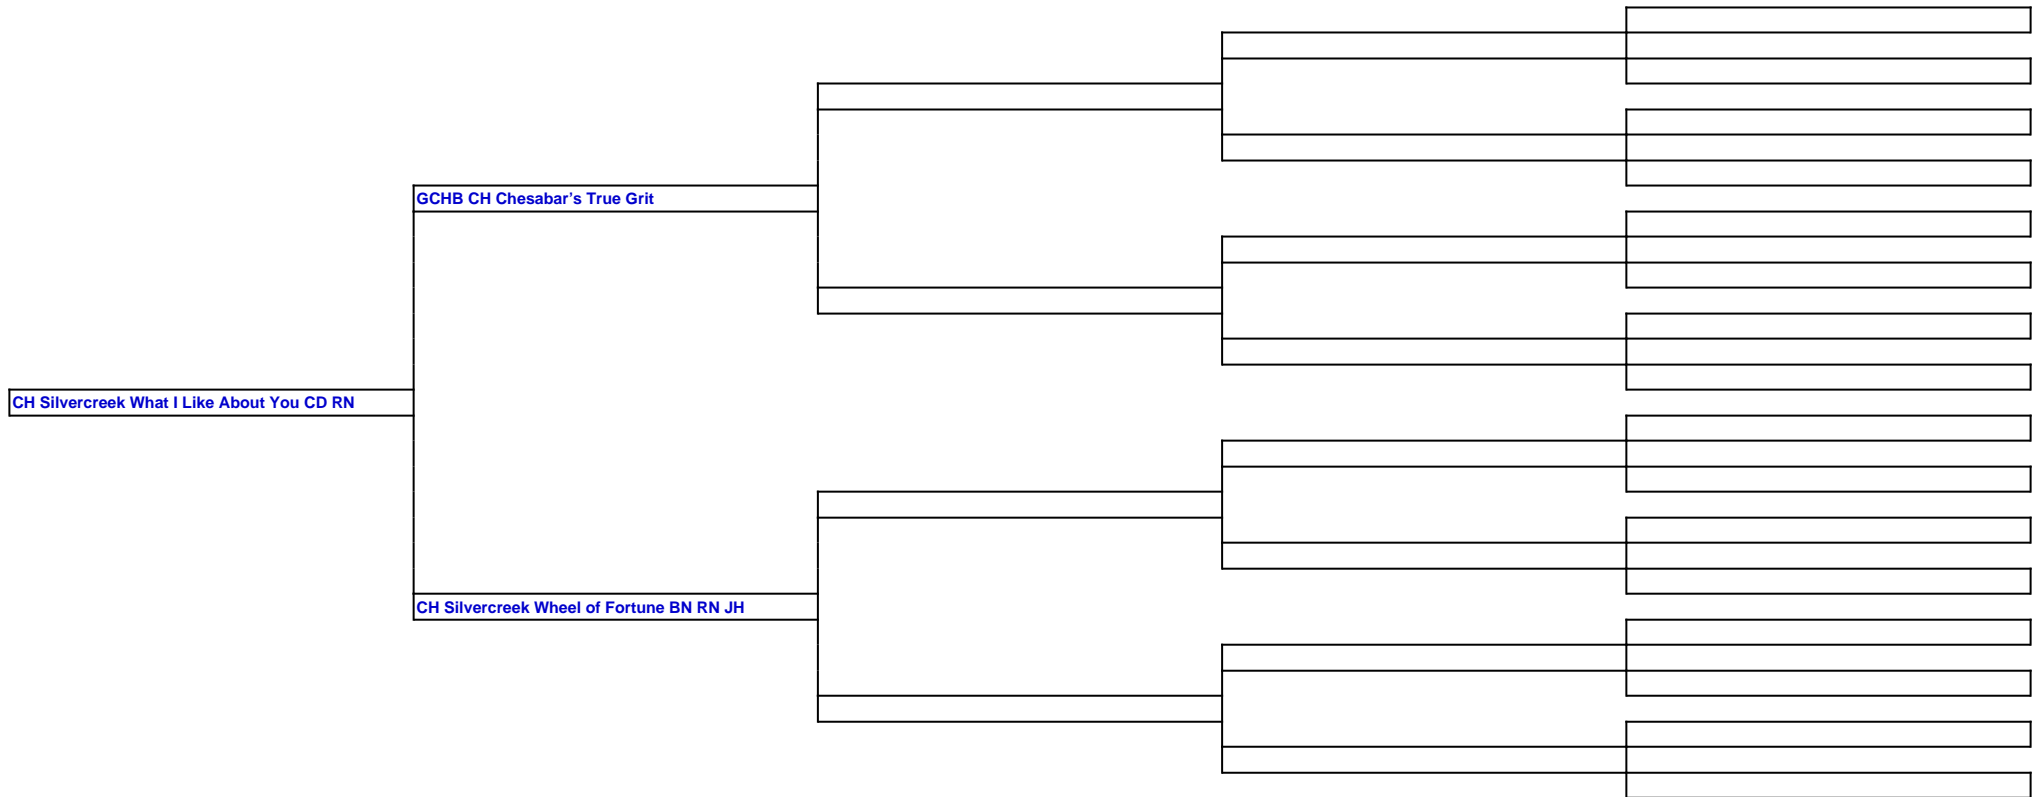 GCHB CH Chesabar’s True Grit
CH Silvercreek What I Like About You CD RN
CH Silvercreek Wheel of Fortune BN RN JH